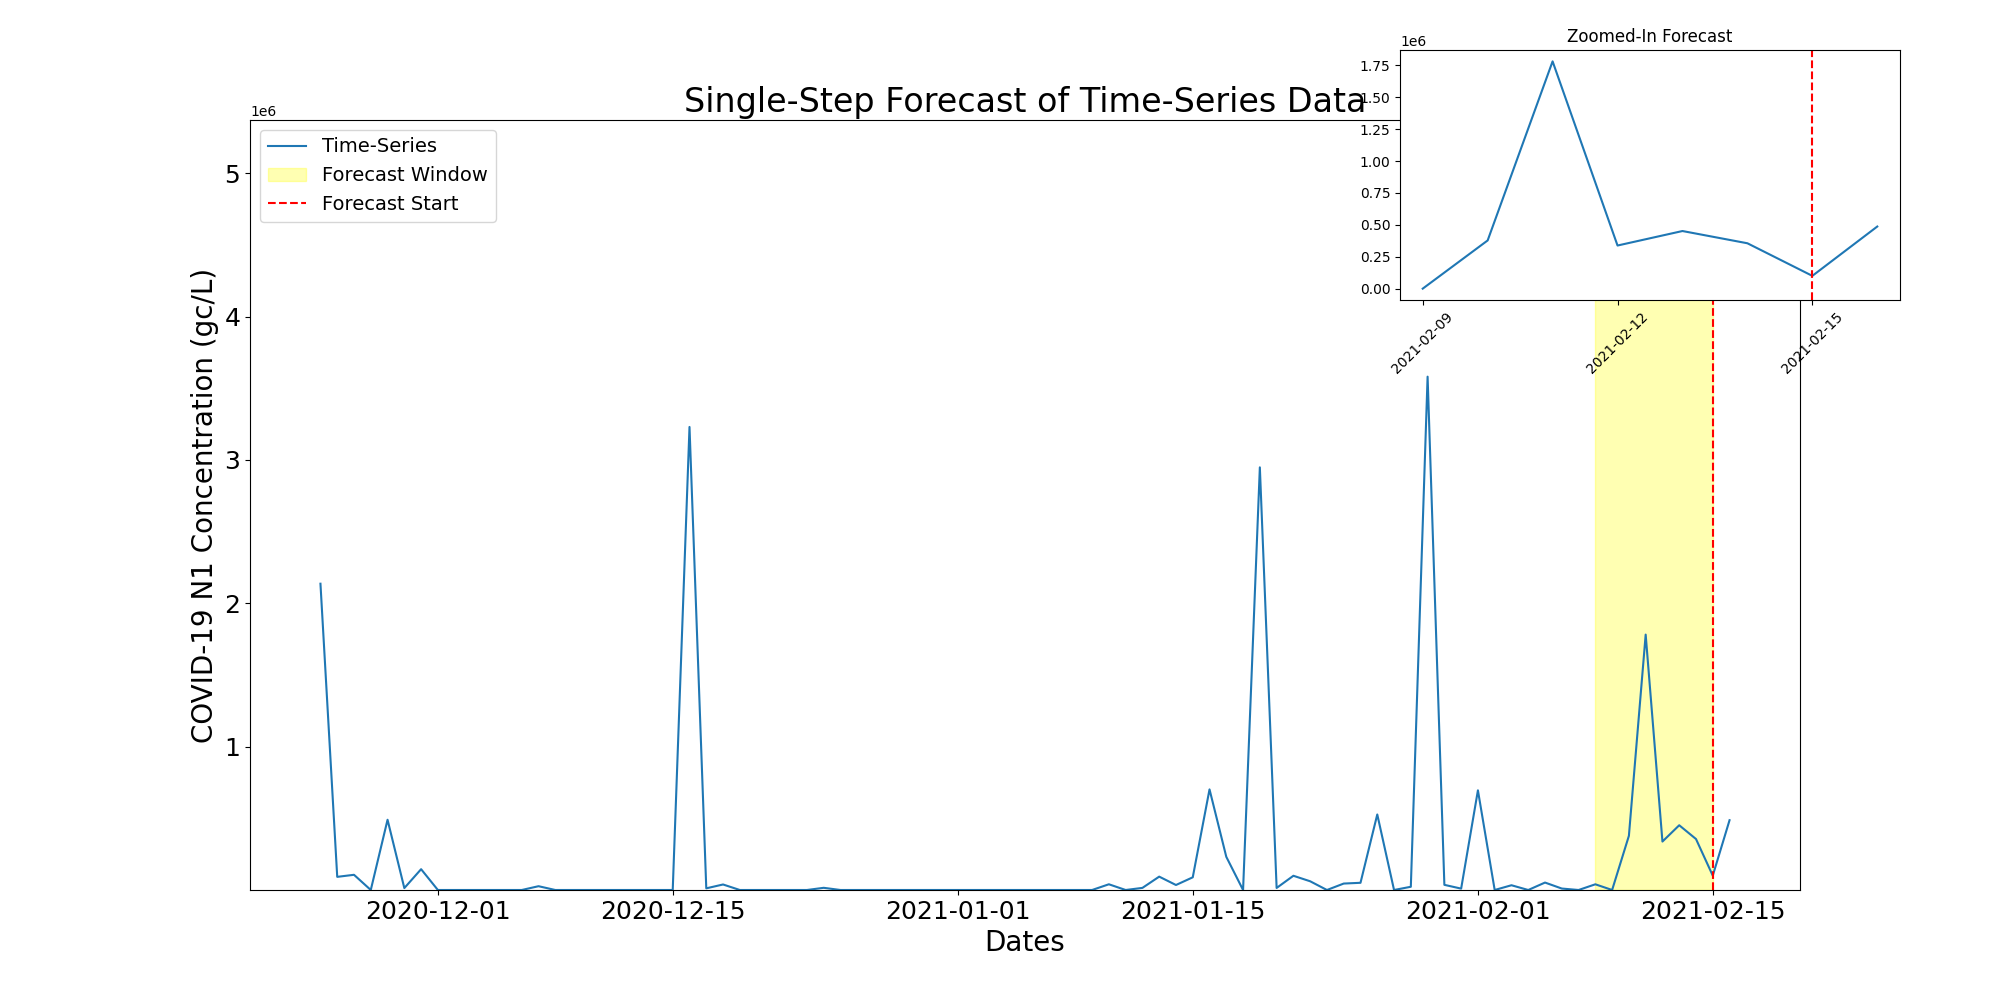 Zoomed-In Forecast
1e6
1.75
1.50
1.25
1.00
0.75
0.50
0.25
0.00
2021-02-09
2021-02-12
2021-02-15
Single-Step Forecast of Time-Series Data
1e6
Time-Series
Forecast Window
Forecast Start
COVID-19 N1 Concentration (gc/L)
5
4
3
2
1
2020-12-01
2020-12-15
2021-01-01
2021-01-15
2021-02-01
2021-02-15
Dates